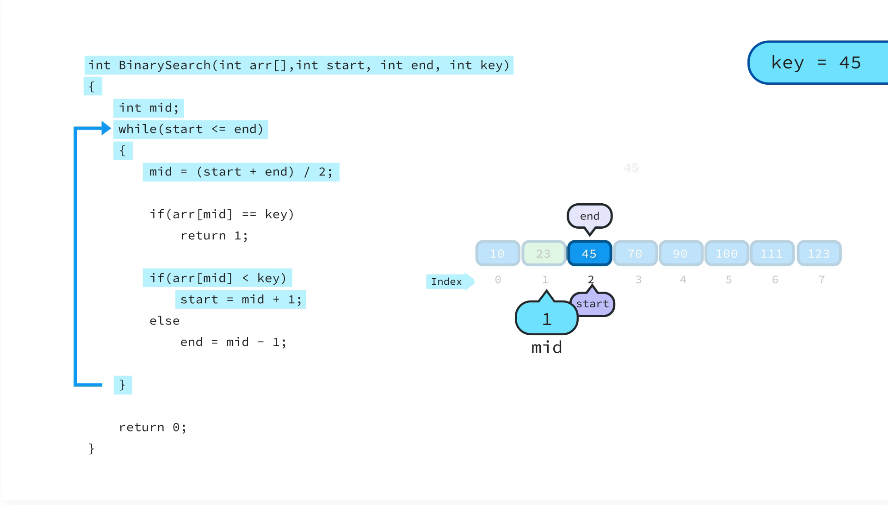 key = 45
int BinarySearch(int arr[],int start, int end, int key)
{
int mid;
while(start <= end)
{
mid = (start + end) / 2;
if(arr[mid] == key)
return 1;
if(arr[mid] < key)
start = mid + 1;
else
end = mid - 1;
}
return 0;
}
45
end
10 23 45 70 90 100 111 123
Index 0 1 2 3 4 5 6 7
start
1
mid